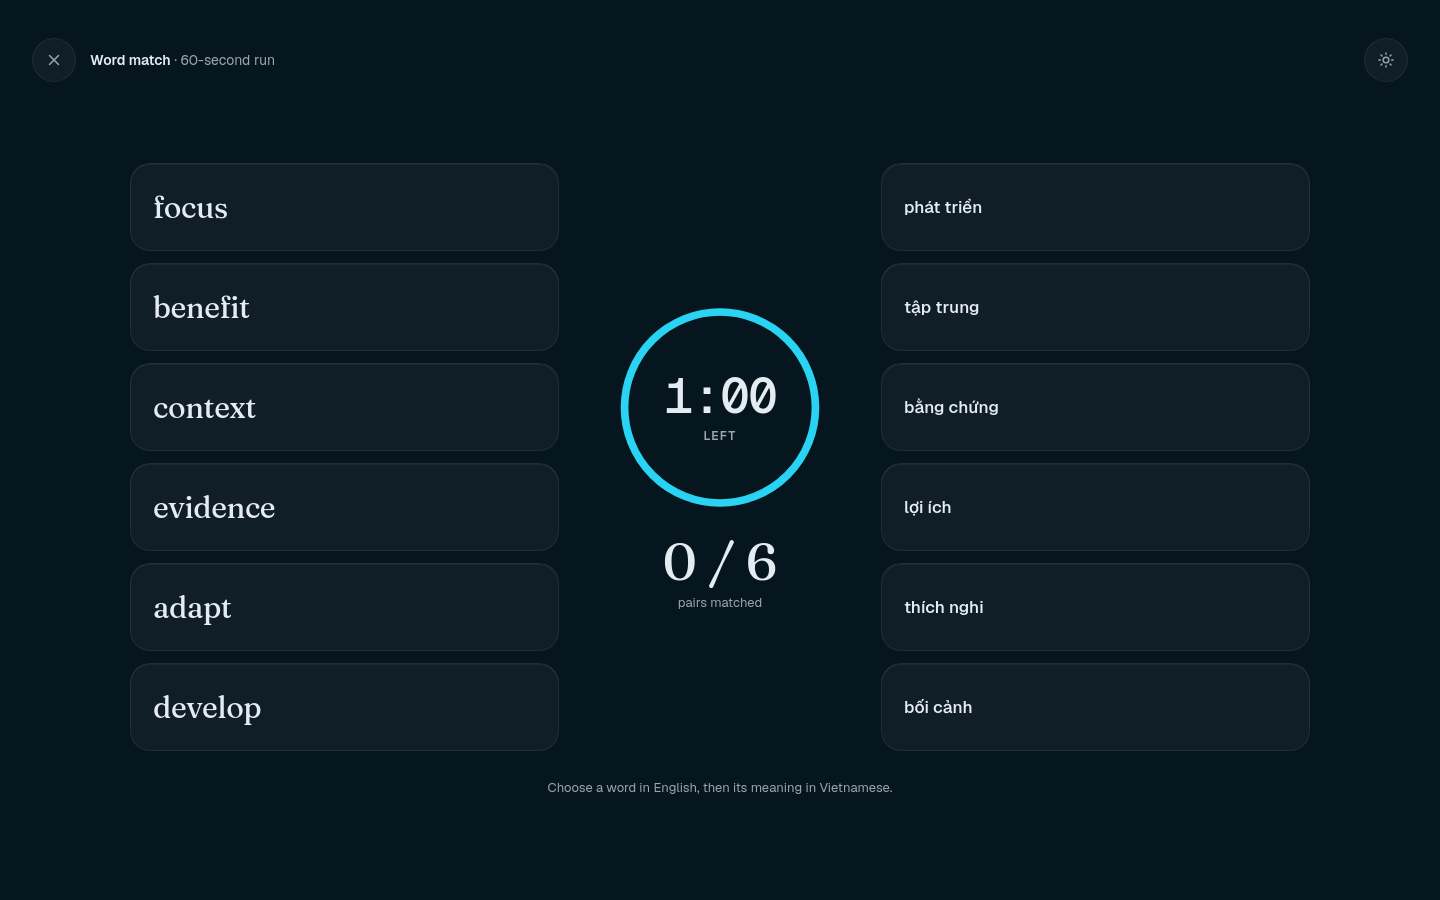 Word match · 60-second run
focus
benefit
context
evidence
adapt
develop
1:00
LEFT
0 / 6
pairs matched
phát triển
tập trung
bằng chứng
lợi ích
thích nghi
bối cảnh
Choose a word in English, then its meaning in Vietnamese.